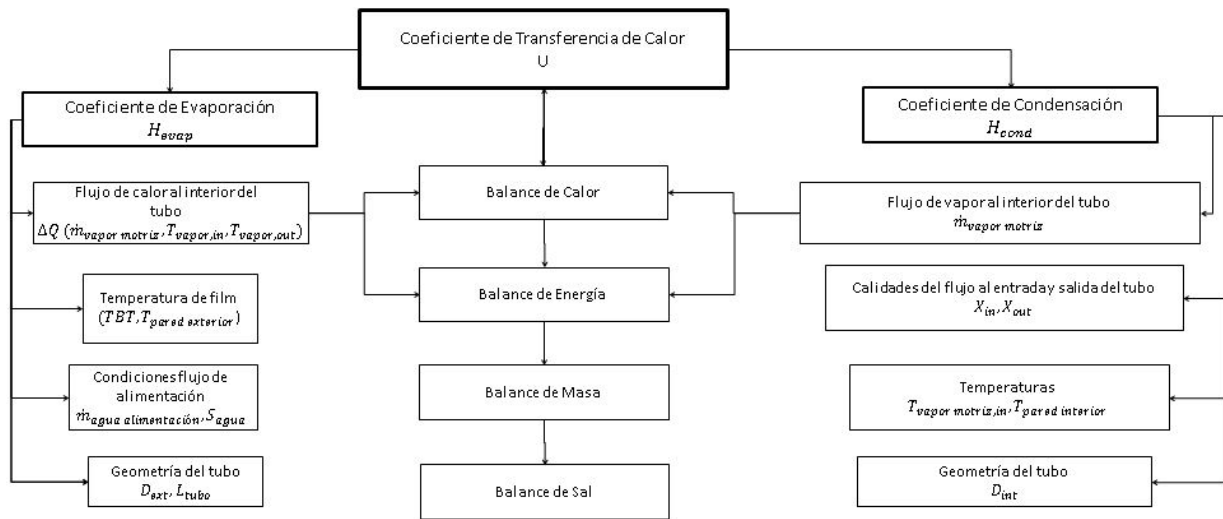 Coeficiente de Transferencia de Calor
U
Coeficiente de Evaporación
H_evap
Coeficiente de Condensación
H_cond
Flujo de calor al interior del
tubo
ΔQ (ṁ_vapor motriz, T_vapor,in, T_vapor,out)
Balance de Calor
Flujo de vapor al interior del tubo
ṁ_vapor motriz
Temperatura de film
(TBT, T_pared exterior)
Balance de Energía
Calidades del flujo al entrada y salida del tubo
X_in, X_out
Condiciones flujo de
alimentación
ṁ_agua alimentación, S_agua
Balance de Masa
Temperaturas
T_vapor motriz,in, T_pared interior
Geometría del tubo
D_ext, L_tubo
Balance de Sal
Geometría del tubo
D_int